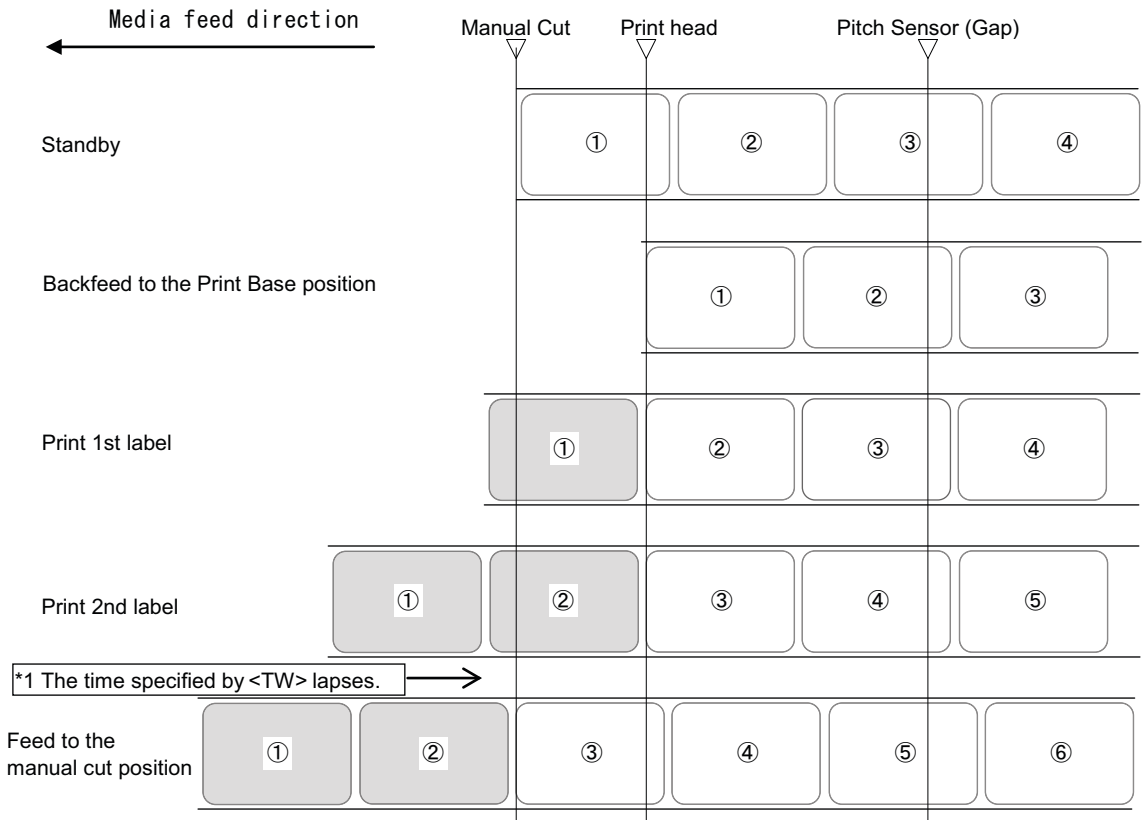 Media feed direction
Manual Cut Print head Pitch Sensor (Gap)
Standby ① ② ③ ④
Backfeed to the Print Base position ① ② ③
Print 1st label ① ② ③ ④
Print 2nd label ① ② ③ ④ ⑤
*1 The time specified by <TW> lapses.
Feed to the
manual cut position ① ② ③ ④ ⑤ ⑥